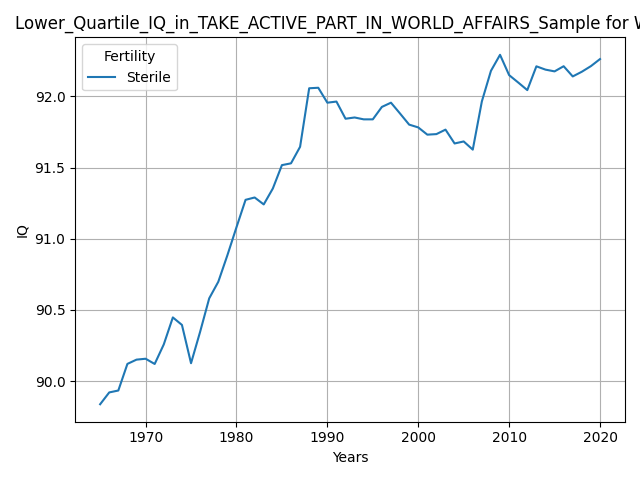 Lower_Quartile_IQ_in_TAKE_ACTIVE_PART_IN_WORLD_AFFAIRS_Sample for W
Fertility
Sterile
IQ
92.0
91.5
91.0
90.5
90.0
1970 1980 1990 2000 2010 2020
Years